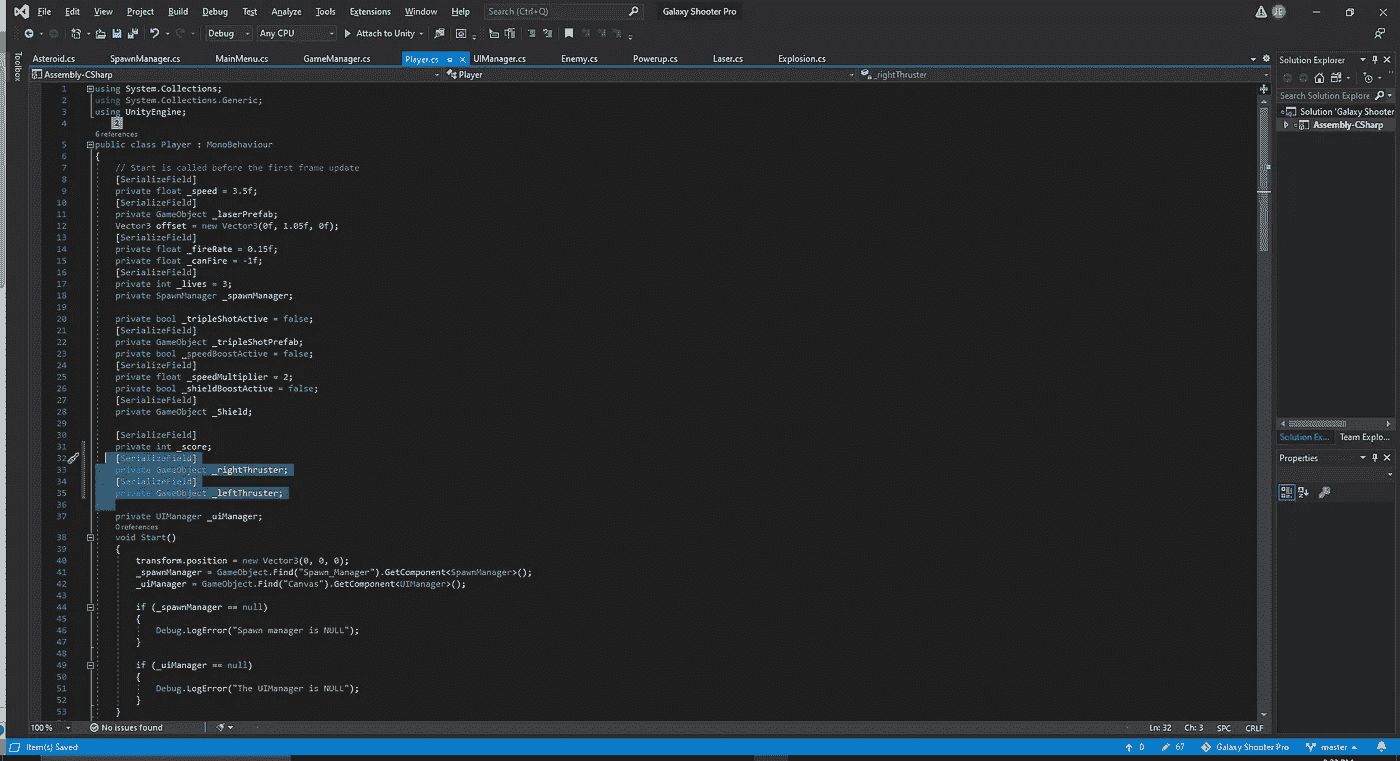 File Edit View Project Build Debug Test Analyze Tools Extensions Window Help Search (Ctrl+Q) Galaxy Shooter Pro JE
Debug Any CPU Attach to Unity
Toolbox
Asteroid.cs SpawnManager.cs MainMenu.cs GameManager.cs Player.cs UIManager.cs Enemy.cs Powerup.cs Laser.cs Explosion.cs
Assembly-CSharp Player _rightThruster
1 using System.Collections;
2 using System.Collections.Generic;
3 using UnityEngine;
4
6 references
5 public class Player : MonoBehaviour
6 {
7 // Start is called before the first frame update
8 [SerializeField]
9 private float _speed = 3.5f;
10 [SerializeField]
11 private GameObject _laserPrefab;
12 Vector3 offset = new Vector3(0f, 1.05f, 0f);
13 [SerializeField]
14 private float _fireRate = 0.15f;
15 private float _canFire = -1f;
16 [SerializeField]
17 private int _lives = 3;
18 private SpawnManager _spawnManager;
19
20 private bool _tripleShotActive = false;
21 [SerializeField]
22 private GameObject _tripleShotPrefab;
23 private bool _speedBoostActive = false;
24 [SerializeField]
25 private float _speedMultiplier = 2;
26 private bool _shieldBoostActive = false;
27 [SerializeField]
28 private GameObject _Shield;
29
30 [SerializeField]
31 private int _score;
32 [SerializeField]
33 private GameObject _rightThruster;
34 [SerializeField]
35 private GameObject _leftThruster;
36
37 private UIManager _uiManager;
0 references
38 void Start()
39 {
40 transform.position = new Vector3(0, 0, 0);
41 _spawnManager = GameObject.Find("Spawn_Manager").GetComponent<SpawnManager>();
42 _uiManager = GameObject.Find("Canvas").GetComponent<UIManager>();
43
44 if (_spawnManager == null)
45 {
46 Debug.LogError("Spawn manager is NULL");
47 }
48
49 if (_uiManager == null)
50 {
51 Debug.LogError("The UIManager is NULL");
52 }
53 }
100 % No issues found Ln: 32 Ch: 3 SPC CRLF
Solution Explorer
Search Solution Explore
Solution 'Galaxy Shooter
Assembly-CSharp
Solution Ex... Team Explo...
Properties
Item(s) Saved 0 67 Galaxy Shooter Pro master